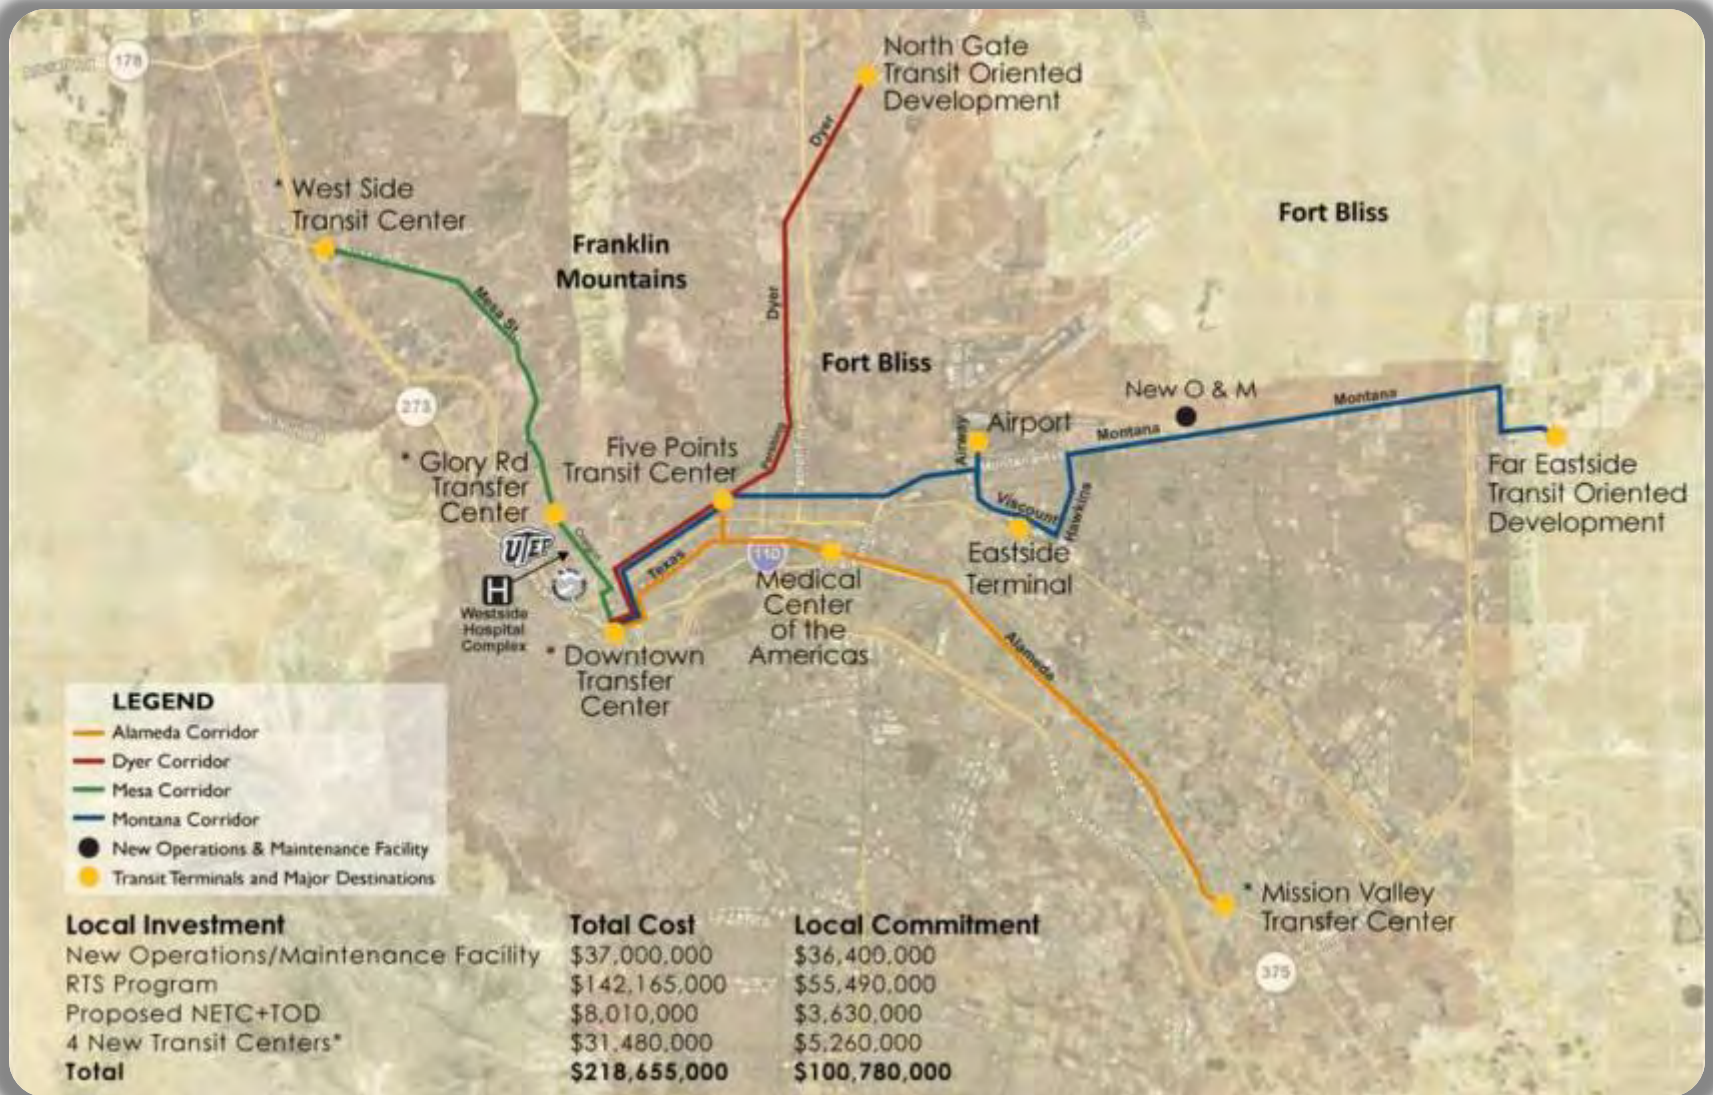 178
North Gate
Transit Oriented
Development
Dyer
* West Side
Transit Center
Franklin
Mountains
Fort Bliss
Mesa St.
Dyer
Fort Bliss
273
New O & M
Montana
Montana
Airway
Airport
Five Points
Transit Center
Pershing
* Glory Rd
Transfer
Center
Viscount
Hawkins
Far Eastside
Transit Oriented
Development
UTEP
Oregon
Texas
110
Eastside
Terminal
Medical
Center
of the
Americas
H
Westside
Hospital
Complex
* Downtown
Transfer
Center
Alameda
LEGEND
Alameda Corridor
Dyer Corridor
Mesa Corridor
Montana Corridor
New Operations & Maintenance Facility
Transit Terminals and Major Destinations
* Mission Valley
Transfer Center
375
Local Investment Total Cost Local Commitment
New Operations/Maintenance Facility $37,000,000 $36,400,000
RTS Program $142,165,000 $55,490,000
Proposed NETC+TOD $8,010,000 $3,630,000
4 New Transit Centers* $31,480,000 $5,260,000
Total $218,655,000 $100,780,000